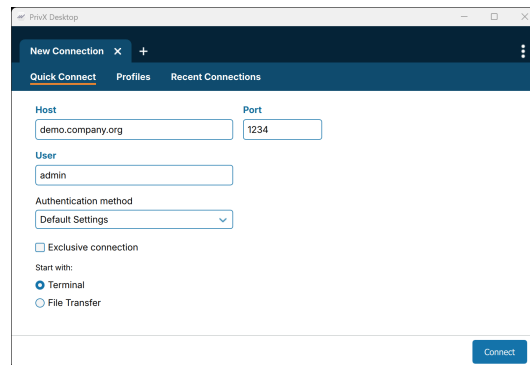 PrivX Desktop
New Connection
Quick Connect Profiles Recent Connections
Host Port
demo.company.org 1234
User
admin
Authentication method
Default Settings
Exclusive connection
Start with:
Terminal
File Transfer
Connect